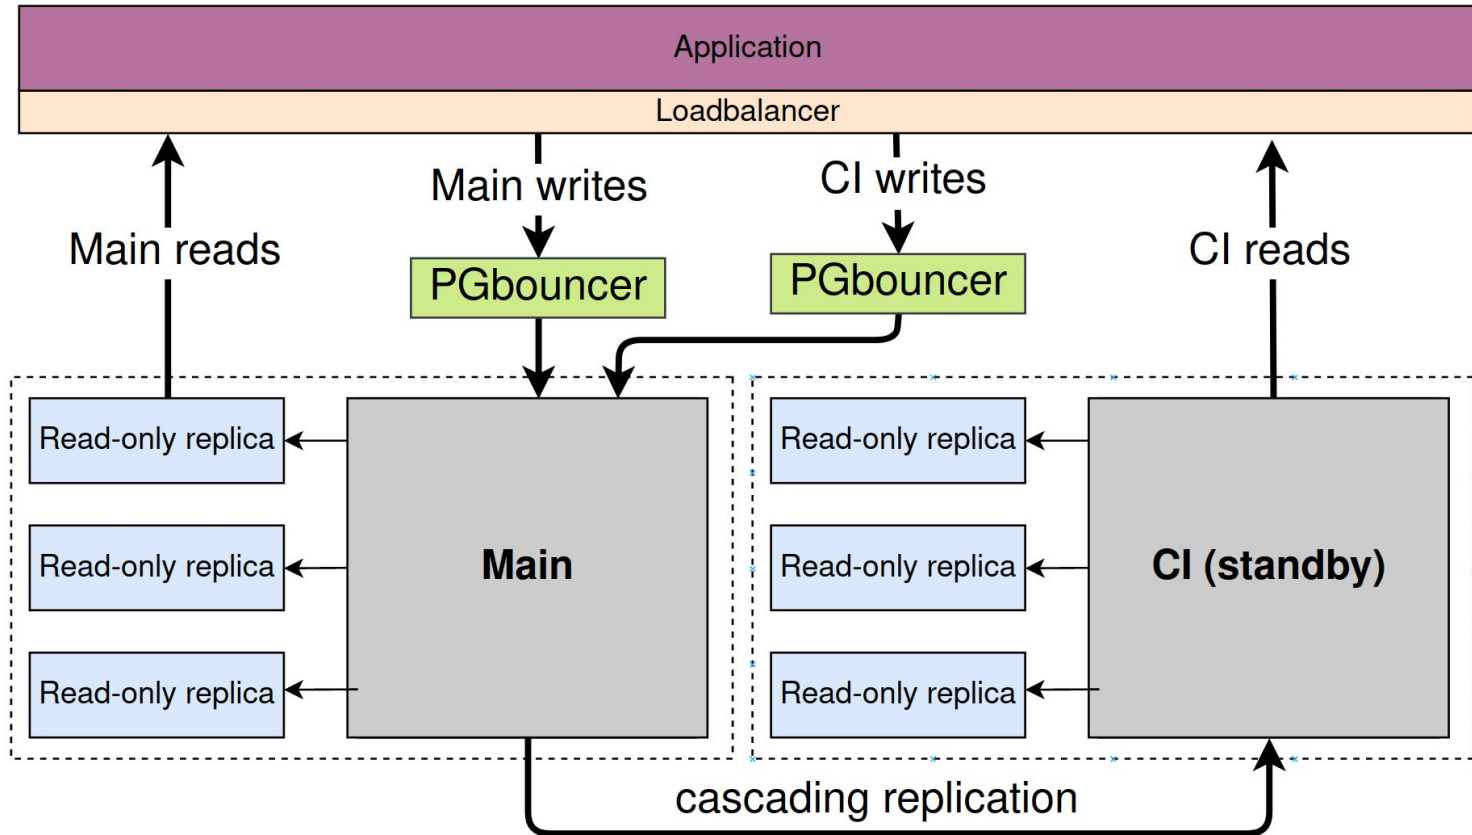 Application
Loadbalancer
Main writes
CI writes
Main reads
CI reads
PGbouncer
PGbouncer
Read-only replica
Read-only replica
Read-only replica
Main
Read-only replica
Read-only replica
Read-only replica
CI (standby)
cascading replication